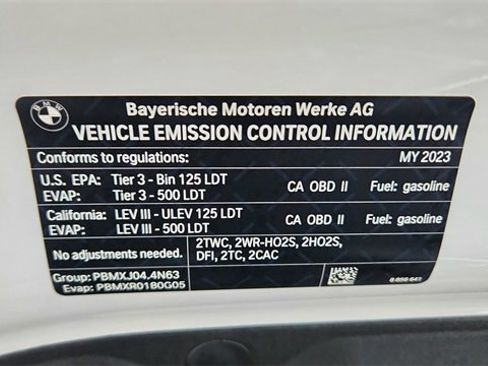 BMW
Bayerische Motoren Werke AG
VEHICLE EMISSION CONTROL INFORMATION
Conforms to regulations: MY 2023
U.S. EPA: Tier 3 - Bin 125 LDT
EVAP: Tier 3 - 500 LDT
CA OBD II Fuel: gasoline
California: LEV III - ULEV 125 LDT
EVAP: LEV III - 500 LDT
CA OBD II Fuel: gasoline
No adjustments needed.
2TWC, 2WR-HO2S, 2HO2S,
DFI, 2TC, 2CAC
Group: PBMXJ04.4N63
Evap: PBMXR0180G05